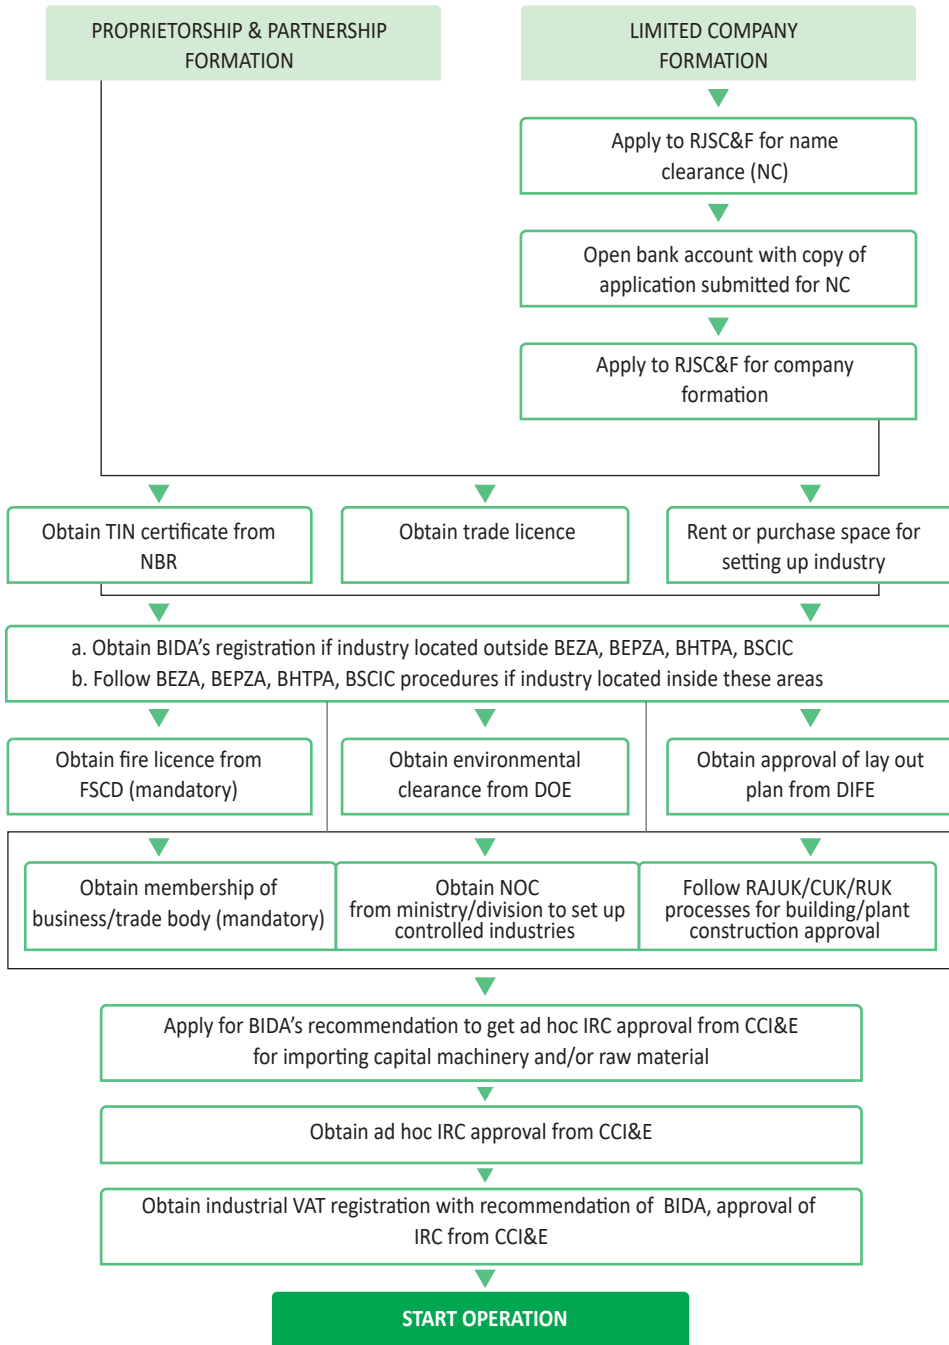 PROPRIETORSHIP & PARTNERSHIP
FORMATION
LIMITED COMPANY
FORMATION
Apply to RJSC&F for name
clearance (NC)
Open bank account with copy of
application submitted for NC
Apply to RJSC&F for company
formation
Obtain TIN certificate from
NBR
Obtain trade licence
Rent or purchase space for
setting up industry
a. Obtain BIDA’s registration if industry located outside BEZA, BEPZA, BHTPA, BSCIC
b. Follow BEZA, BEPZA, BHTPA, BSCIC procedures if industry located inside these areas
Obtain fire licence from
FSCD (mandatory)
Obtain environmental
clearance from DOE
Obtain approval of lay out
plan from DIFE
Obtain membership of
business/trade body (mandatory)
Obtain NOC
from ministry/division to set up
controlled industries
Follow RAJUK/CUK/RUK
processes for building/plant
construction approval
Apply for BIDA’s recommendation to get ad hoc IRC approval from CCI&E
for importing capital machinery and/or raw material
Obtain ad hoc IRC approval from CCI&E
Obtain industrial VAT registration with recommendation of BIDA, approval of
IRC from CCI&E
START OPERATION